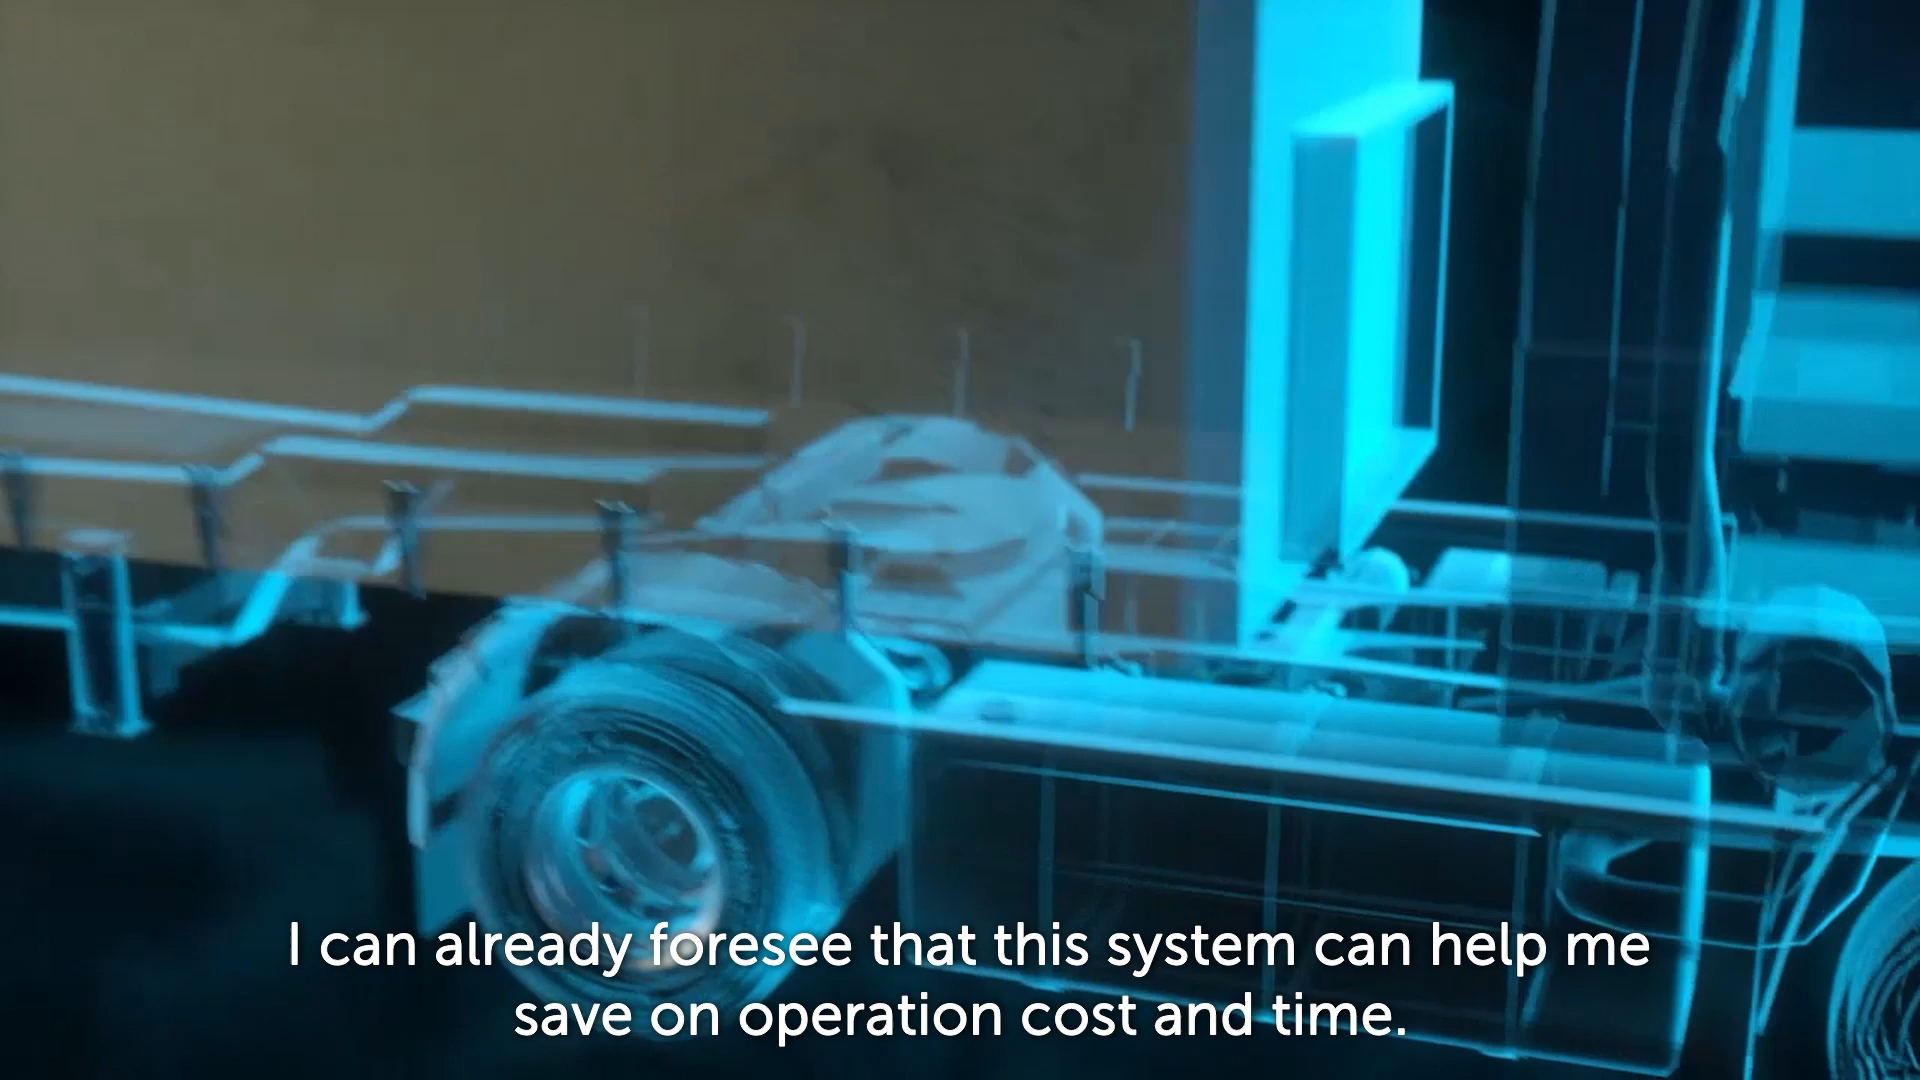 I can already foresee that this system can help me
save on operation cost and time.